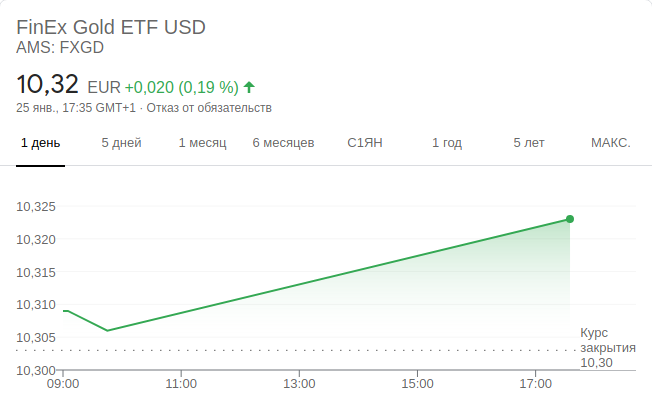 FinEx Gold ETF USD
AMS: FXGD
10,32 EUR +0,020 (0,19 %)
25 янв., 17:35 GMT+1 · Отказ от обязательств
1 день 5 дней 1 месяц 6 месяцев С1ЯН 1 год 5 лет МАКС.
10,325
10,320
10,315
10,310
10,305
10,300
Курс
закрытия
10,30
09:00 11:00 13:00 15:00 17:00